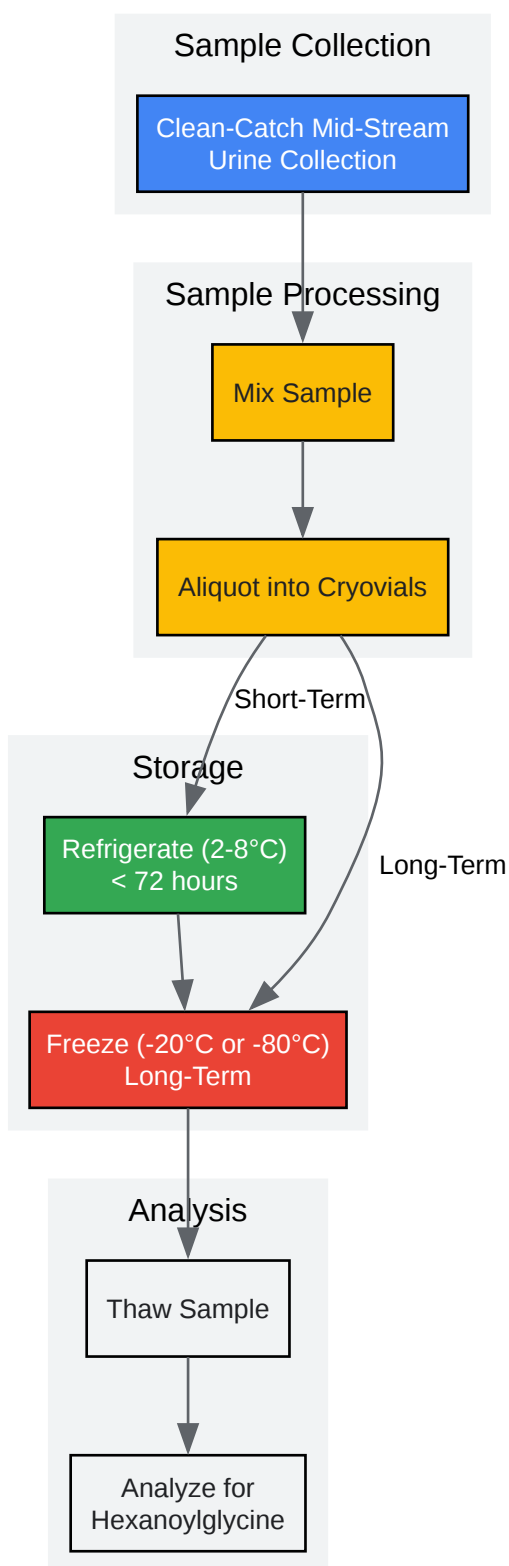 Sample Collection
Clean-Catch Mid-Stream
Urine Collection
Sample Processing
Mix Sample
Aliquot into Cryovials
Short-Term
Storage
Refrigerate (2-8°C)
< 72 hours
Long-Term
Freeze (-20°C or -80°C)
Long-Term
Analysis
Thaw Sample
Analyze for
Hexanoylglycine